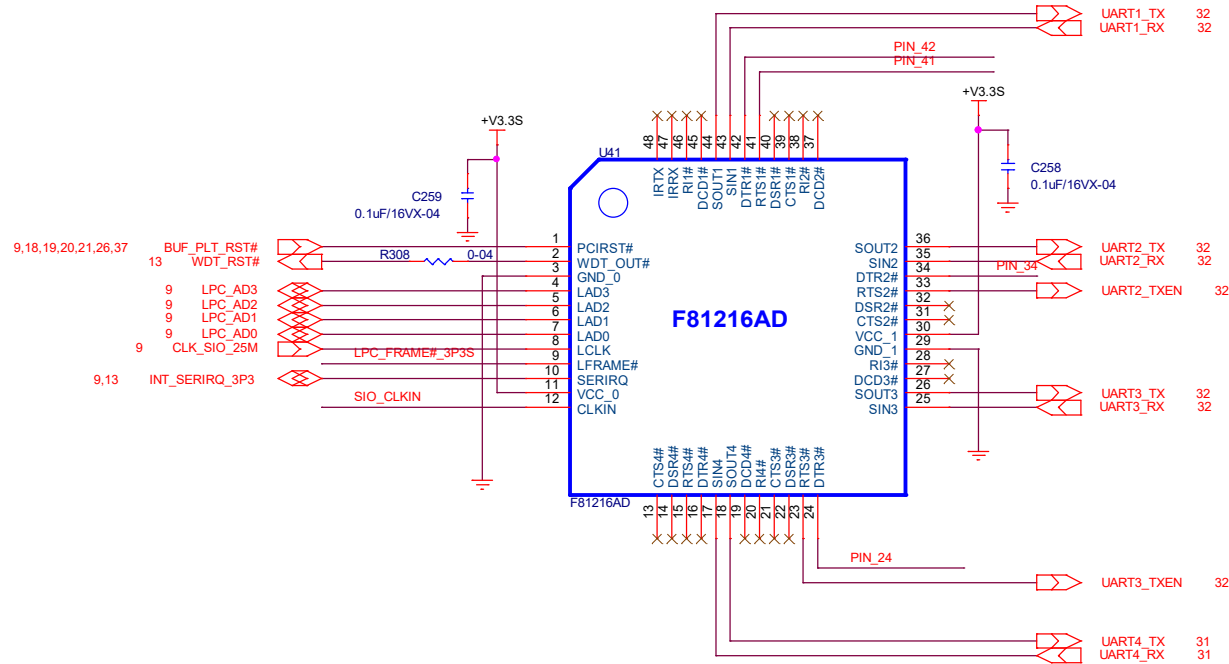 UART1_TX 32
UART1_RX 32
PIN_42
PIN_41
+V3.3S
+V3.3S
48 47 46 45 44 43 42 41 40 39 38 37
U41
IRTX
IRRX
RI1#
DCD1#
SOUT1
SIN1
DTR1#
RTS1#
DSR1#
CTS1#
RI2#
DCD2#
C259
0.1uF/16VX-04
C258
0.1uF/16VX-04
9,18,19,20,21,26,37 BUF_PLT_RST# 1 PCIRST#
13 WDT_RST# R308 0-04 2 WDT_OUT#
3 GND_0
9 LPC_AD3 4 LAD3
9 LPC_AD2 5 LAD2
9 LPC_AD1 6 LAD1
9 LPC_AD0 7 LAD0
9 CLK_SIO_25M 8 LCLK
LPC_FRAME#_3P3S 9 LFRAME#
9,13 INT_SERIRQ_3P3 10 SERIRQ
11 VCC_0
SIO_CLKIN 12 CLKIN
F81216AD
SOUT2 36 UART2_TX 32
SIN2 35 UART2_RX 32
DTR2# 34 PIN_34
RTS2# 33 UART2_TXEN 32
DSR2# 32
CTS2# 31
VCC_1 30
GND_1 29
RI3# 28
DCD3# 27
SOUT3 26 UART3_TX 32
SIN3 25 UART3_RX 32
CTS4#
DSR4#
RTS4#
DTR4#
SIN4
SOUT4
DCD4#
RI4#
CTS3#
DSR3#
RTS3#
DTR3#
F81216AD
13 14 15 16 17 18 19 20 21 22 23 24
PIN_24
UART3_TXEN 32
UART4_TX 31
UART4_RX 31